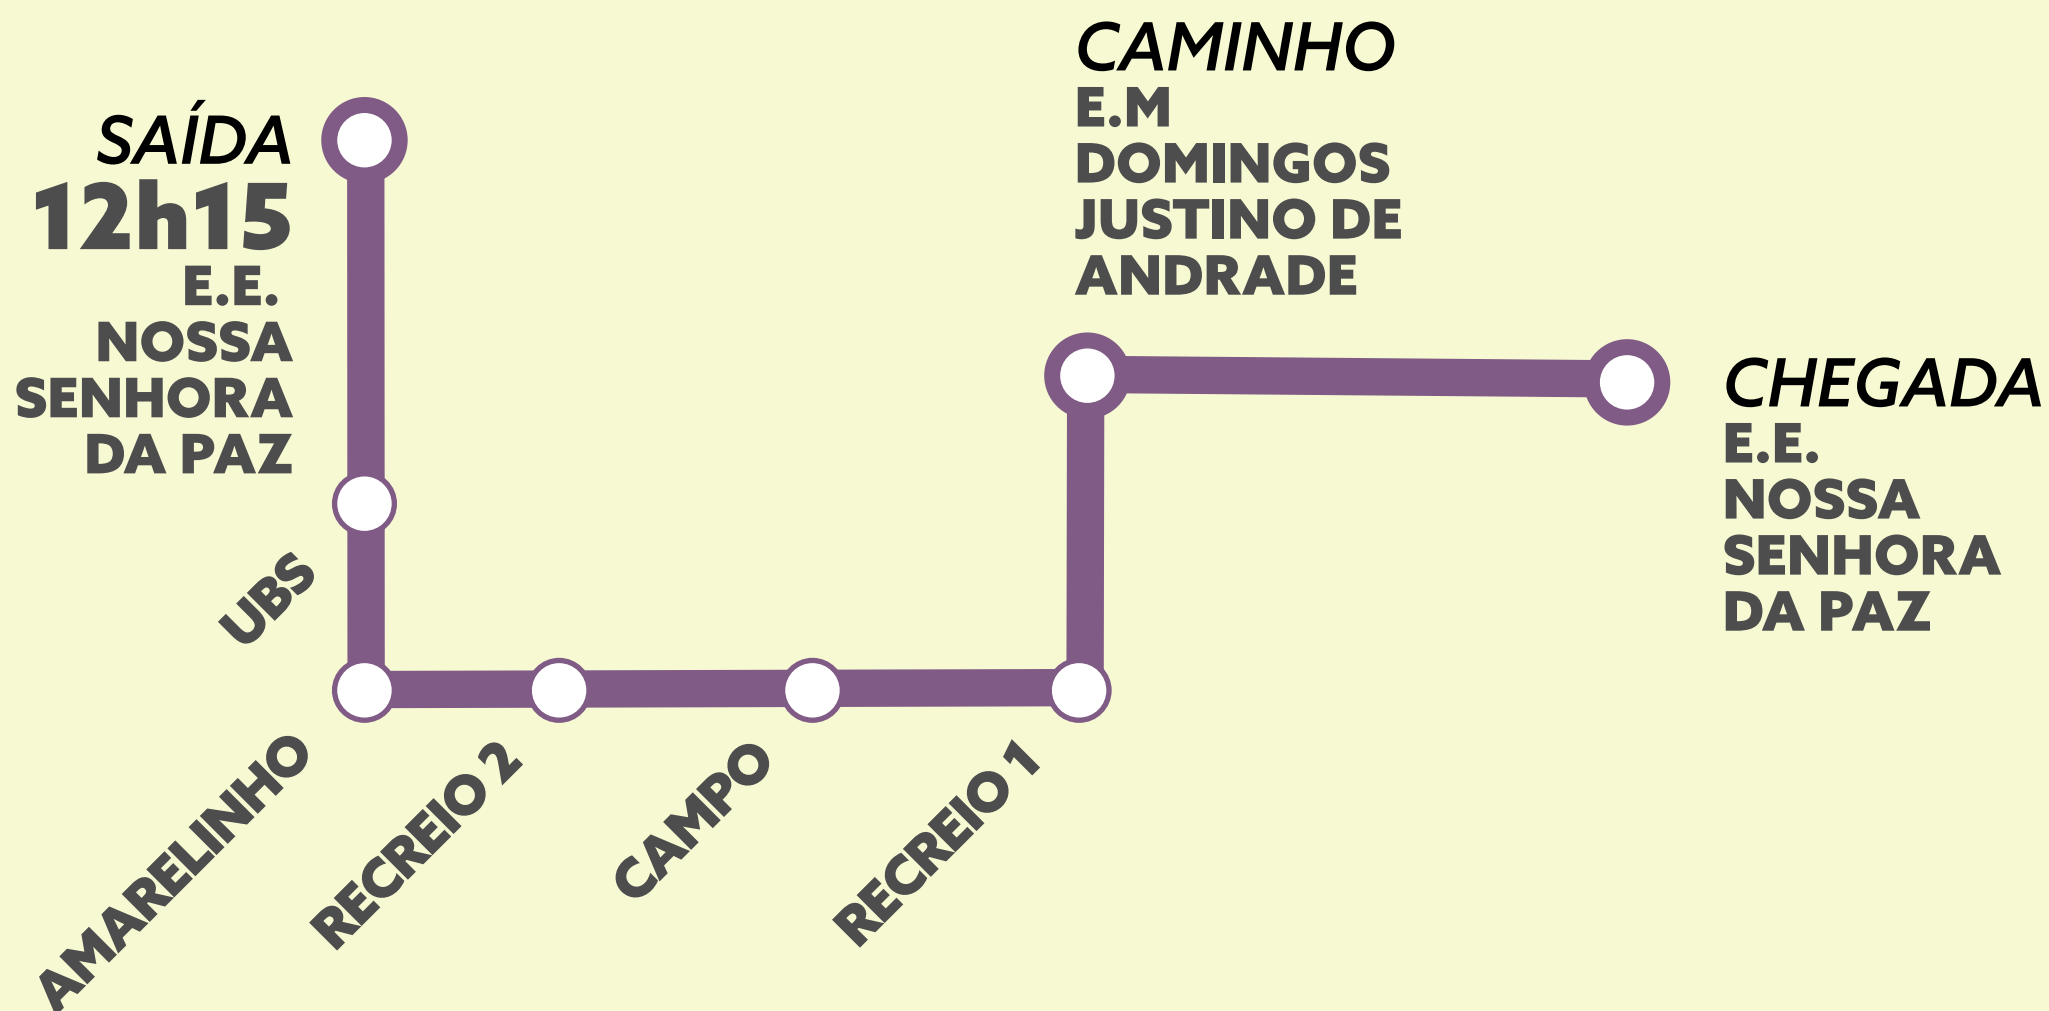 SAÍDA
12h15
E.E.
NOSSA
SENHORA
DA PAZ
UBS
AMARELINHO
RECREIO 2
CAMPO
RECREIO 1
CAMINHO
E.M
DOMINGOS
JUSTINO DE
ANDRADE
CHEGADA
E.E.
NOSSA
SENHORA
DA PAZ